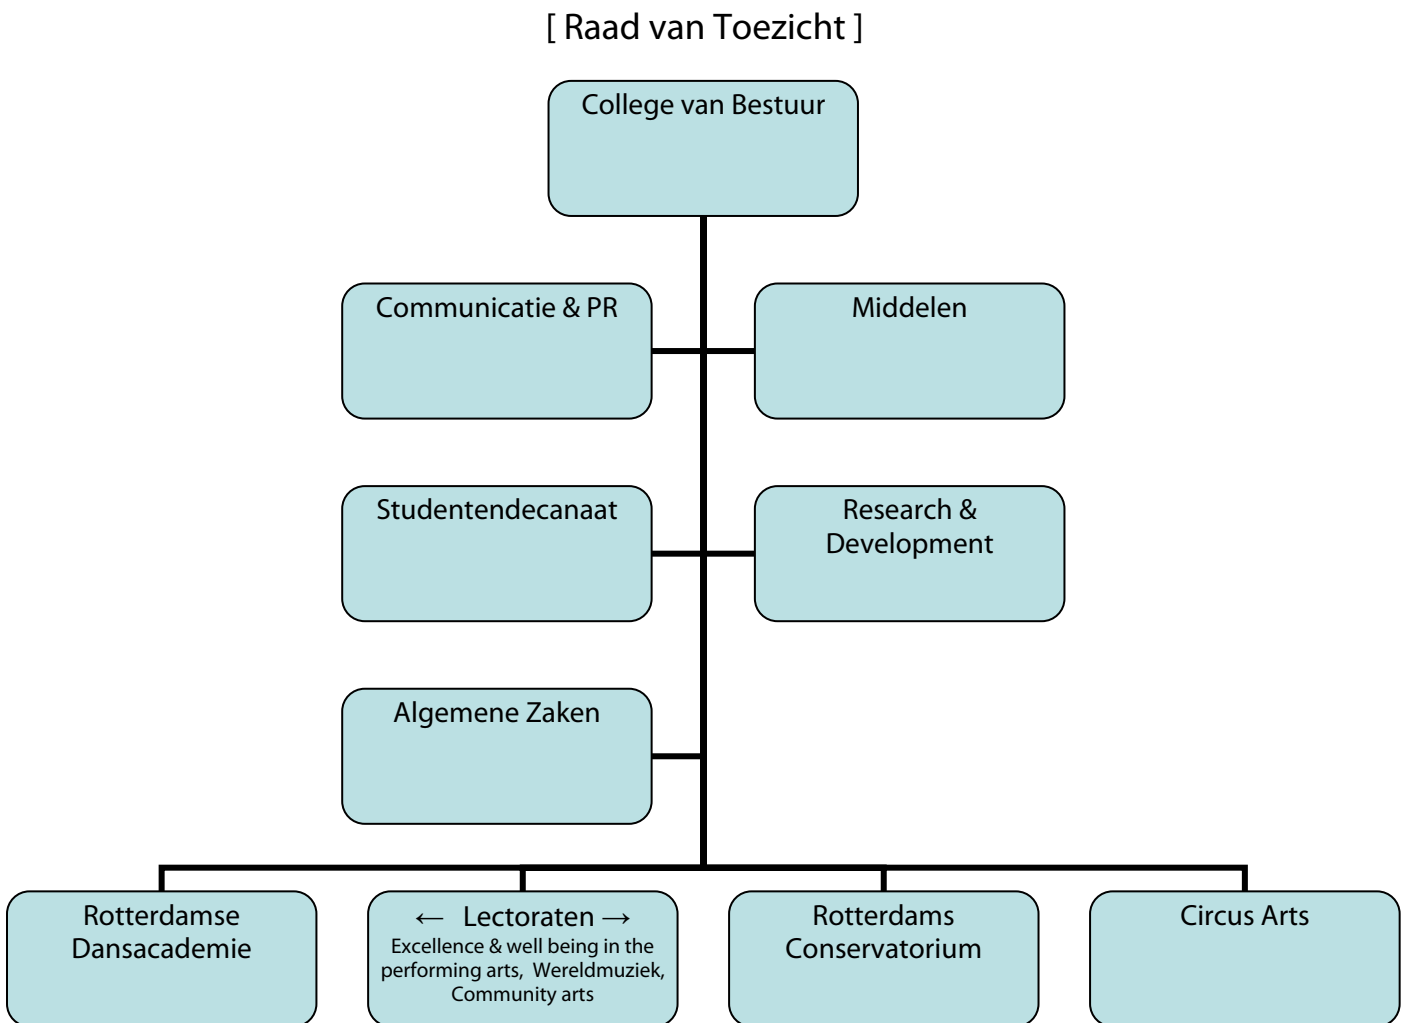 [ Raad van Toezicht ]
College van Bestuur
Communicatie & PR
Middelen
Studentendecanaat
Research &
Development
Algemene Zaken
Rotterdamse
Dansacademie
← Lectoraten →
Excellence & well being in the
performing arts, Wereldmuziek,
Community arts
Rotterdams
Conservatorium
Circus Arts